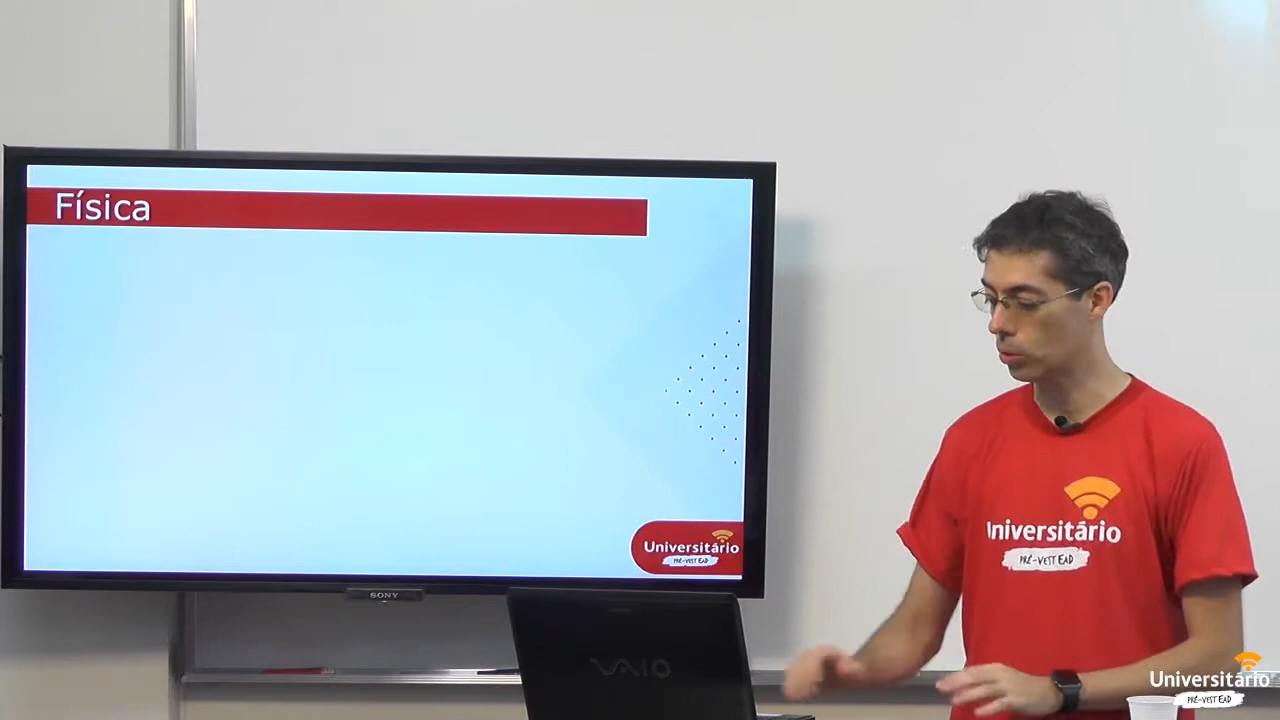 Física
Universitário
PRÉ-VEST EAD
SONY
VAIO
Universitário
PRÉ-VEST EAD
Universitário
PRÉ-VEST EAD